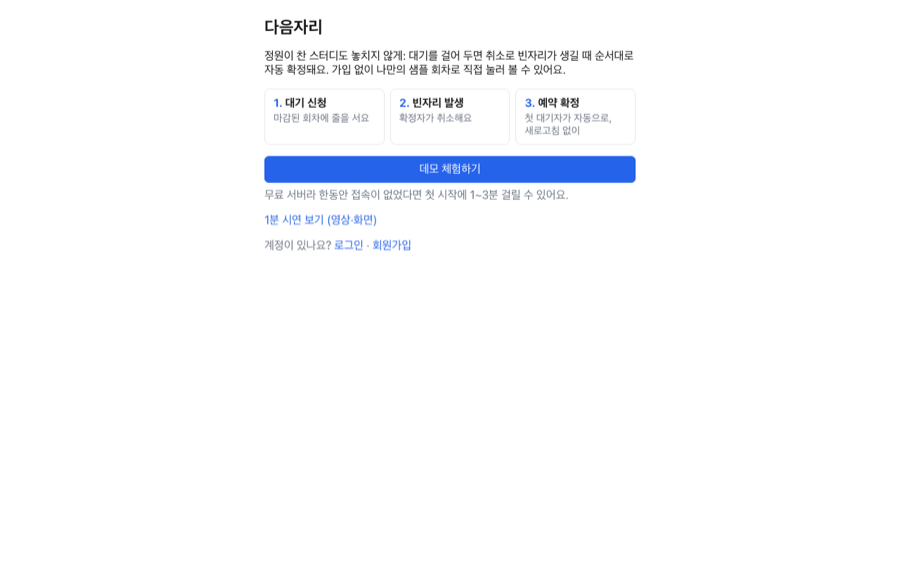 다음자리
정원이 찬 스터디도 놓치지 않게: 대기를 걸어 두면 취소로 빈자리가 생길 때 순서대로
자동 확정돼요. 가입 없이 나만의 샘플 회차로 직접 눌러 볼 수 있어요.
1. 대기 신청
마감된 회차에 줄을 서요
2. 빈자리 발생
확정자가 취소해요
3. 예약 확정
첫 대기자가 자동으로,
새로고침 없이
데모 체험하기
무료 서버라 한동안 접속이 없었다면 첫 시작에 1~3분 걸릴 수 있어요.
1분 시연 보기 (영상·화면)
계정이 있나요? 로그인 · 회원가입